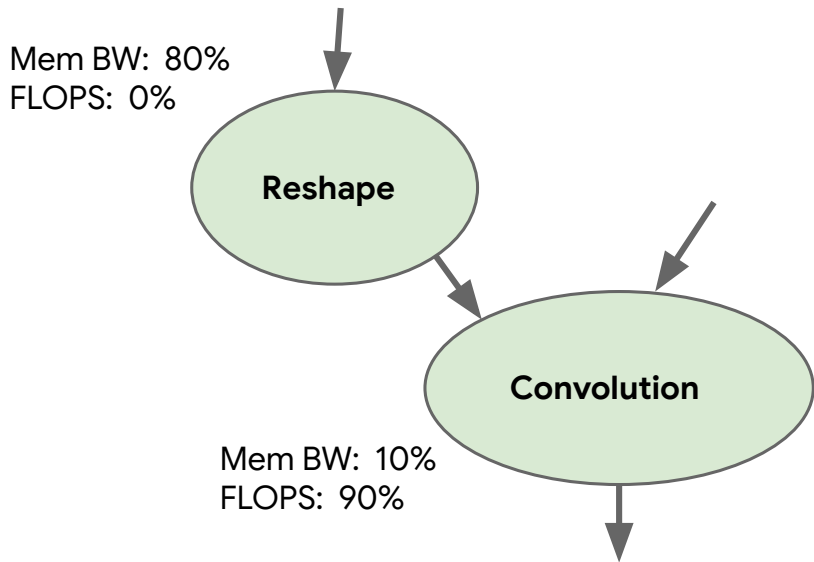 Mem BW: 80%
FLOPS: 0%
Reshape
Convolution
Mem BW: 10%
FLOPS: 90%